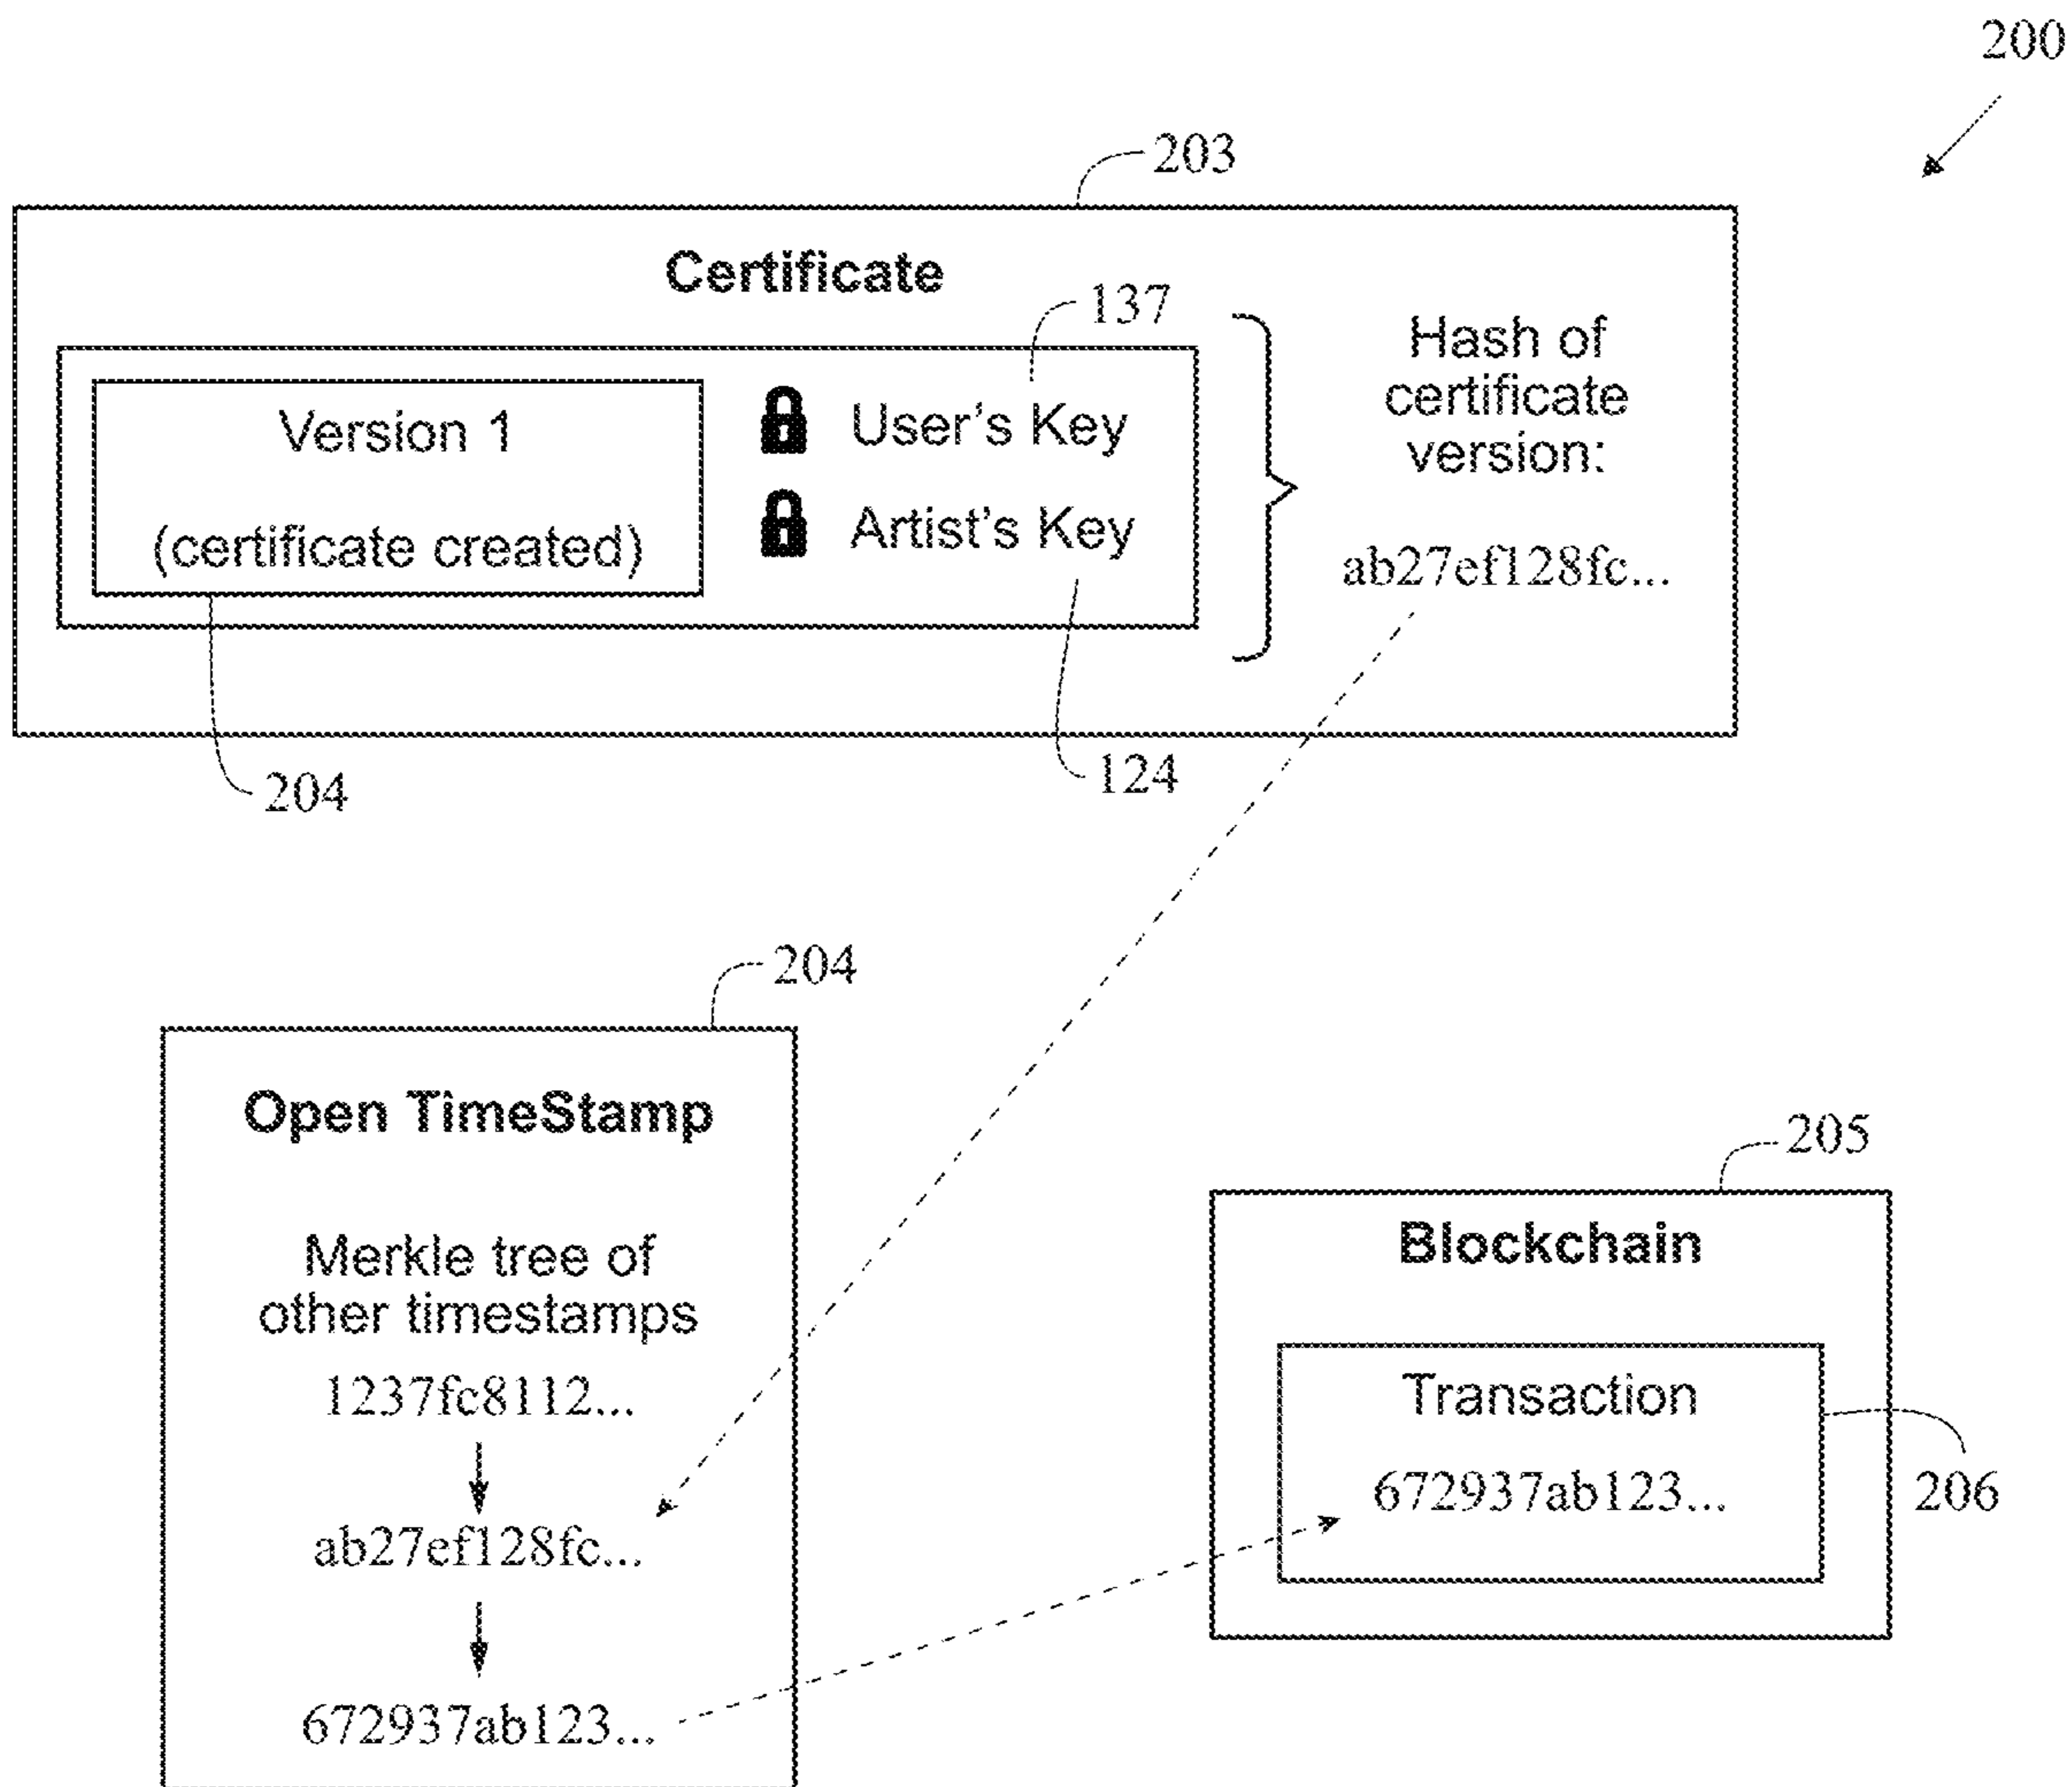 200
203
Certificate
137
Version 1
(certificate created)
User's Key
Artist's Key
Hash of
certificate
version:
ab27ef128fc...
204
124
204
Open TimeStamp
Merkle tree of
other timestamps
1237fc8112...
ab27ef128fc...
672937ab123...
205
Blockchain
Transaction
672937ab123...
206